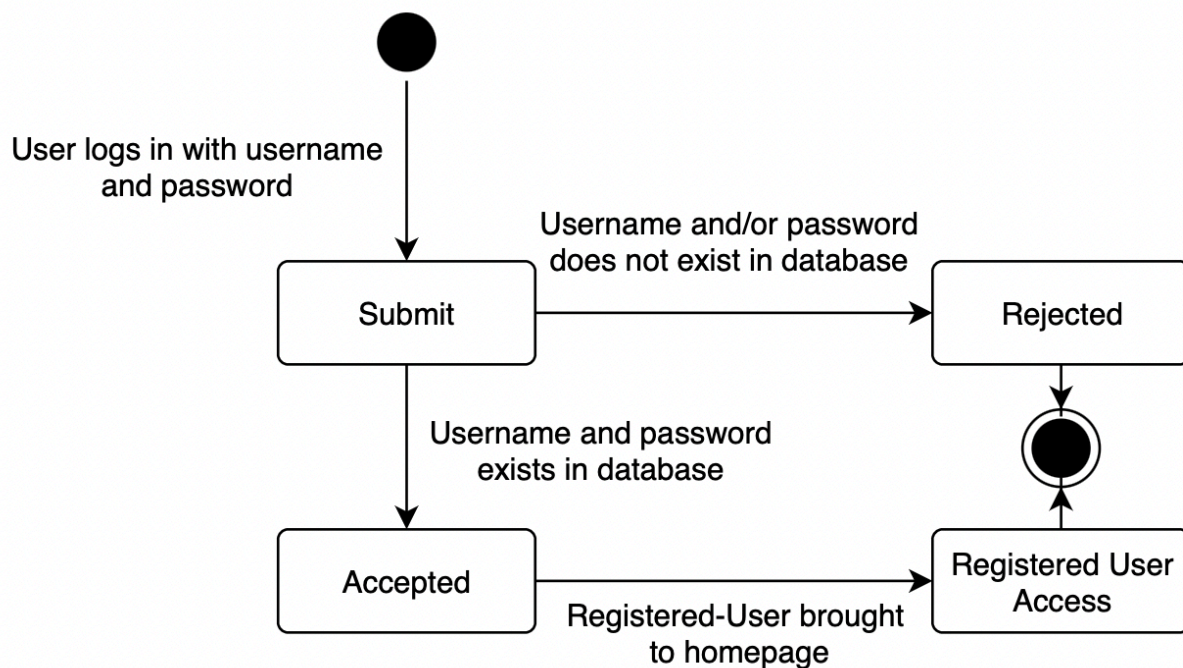 User logs in with username
and password
Username and/or password
does not exist in database
Submit
Rejected
Username and password
exists in database
Accepted
Registered User
Access
Registered-User brought
to homepage